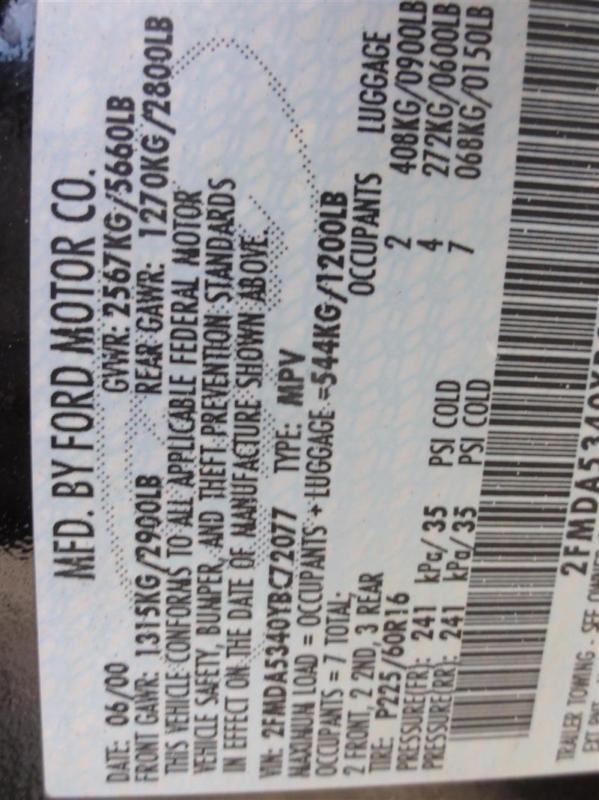 MFD. BY FORD MOTOR CO.
DATE: 06/00 GVWR: 2567KG/5660LB
FRONT GAWR: 1315KG/2900LB REAR GAWR: 1270KG/2800LB
THIS VEHICLE CONFORMS TO ALL APPLICABLE FEDERAL MOTOR
VEHICLE SAFETY, BUMPER, AND THEFT PREVENTION STANDARDS
IN EFFECT ON THE DATE OF MANUFACTURE SHOWN ABOVE.
VIN: 2FMDA5340YBC72077 TYPE: MPV
MAXIMUM LOAD = OCCUPANTS + LUGGAGE =544KG/1200LB
OCCUPANTS = 7 TOTAL. OCCUPANTS LUGGAGE
2 FRONT, 2 2ND, 3 REAR 2 408KG/0900LB
TIRE: P225/60R16 4 272KG/0600LB
PRESSURE(FR): 241 kPa/ 35 PSI COLD 7 068KG/0150LB
PRESSURE(RR): 241 kPa/ 35 PSI COLD
2FMDA5340YB
TRAILER TOWING - SEE OWNER